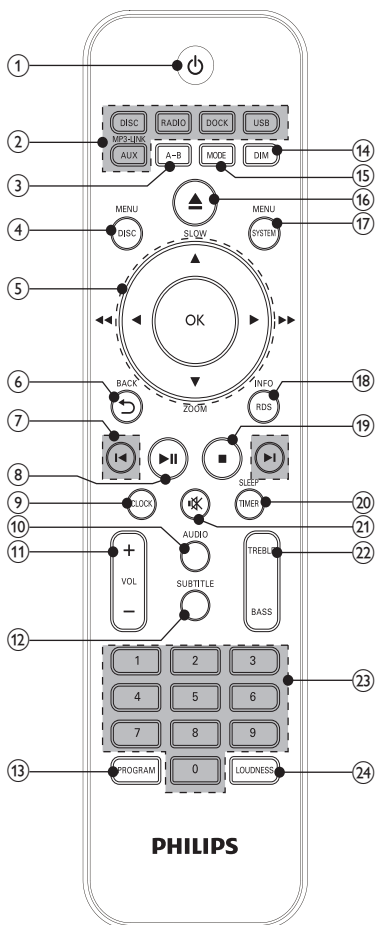 1
DISC RADIO DOCK USB
2 MP3-LINK
AUX A-B MODE DIM 14
3 15
16
MENU MENU 17
4 DISC SLOW SYSTEM
5
OK
6 BACK INFO 18
ZOOM RDS
7 19
8 SLEEP
9 CLOCK TIMER 20
10 AUDIO 21
11 + TREBLE 22
VOL
SUBTITLE
– BASS
12
1 2 3 23
4 5 6
7 8 9
13 PROGRAM 0 LOUDNESS 24
PHILIPS